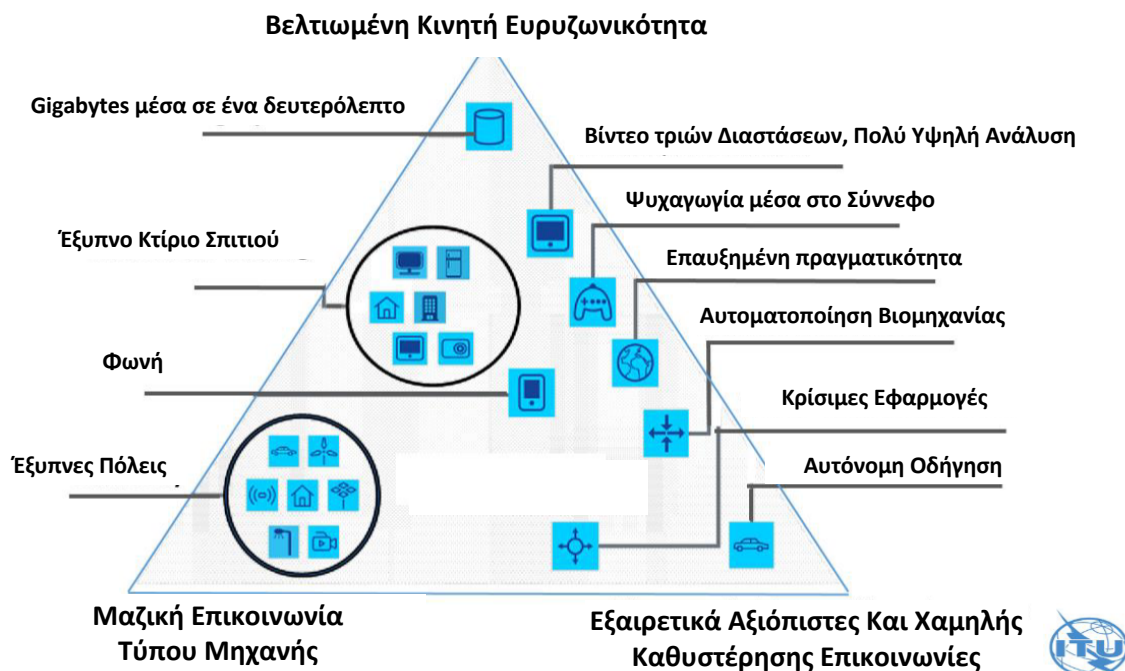 Βελτιωμένη Κινητή Ευρυζωνικότητα
Gigabytes μέσα σε ένα δευτερόλεπτο
Βίντεο τριών Διαστάσεων, Πολύ Υψηλή Ανάλυση
Ψυχαγωγία μέσα στο Σύννεφο
Έξυπνο Κτίριο Σπιτιού
Επαυξημένη πραγματικότητα
Αυτοματοποίηση Βιομηχανίας
Φωνή
Κρίσιμες Εφαρμογές
Έξυπνες Πόλεις
Αυτόνομη Οδήγηση
Μαζική Επικοινωνία
Τύπου Μηχανής
Εξαιρετικά Αξιόπιστες Και Χαμηλής
Καθυστέρησης Επικοινωνίες
ITU